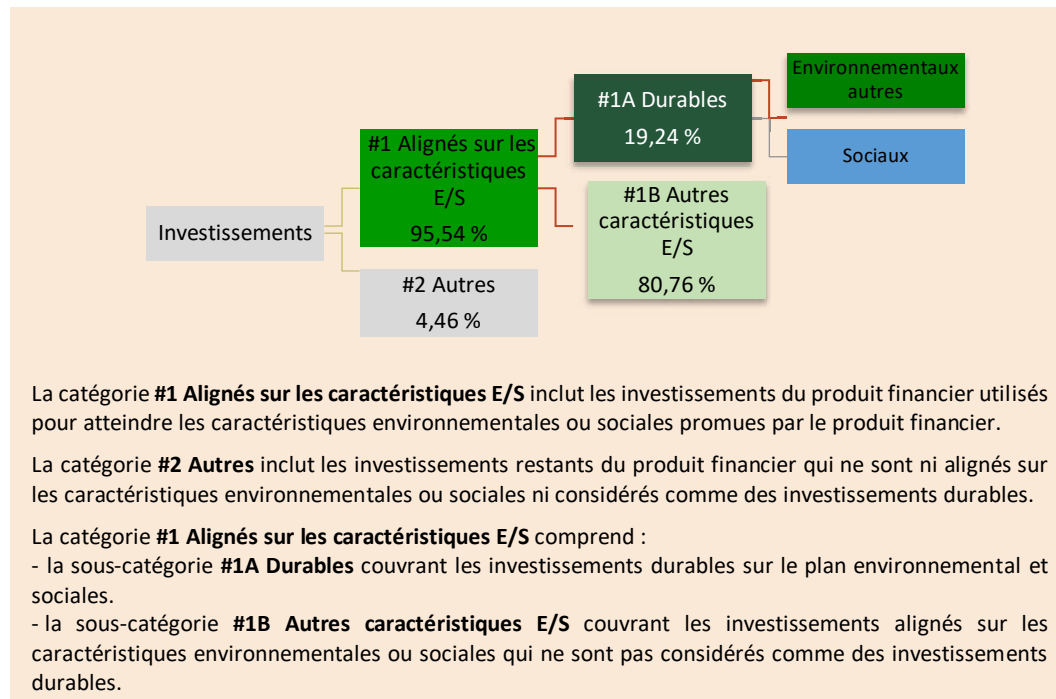 Investissements
#1 Alignés sur les
caractéristiques
E/S
95,54 %
#2 Autres
4,46 %
#1A Durables
19,24 %
#1B Autres
caractéristiques
E/S
80,76 %
Environnementaux
autres
Sociaux
La catégorie #1 Alignés sur les caractéristiques E/S inclut les investissements du produit financier utilisés
pour atteindre les caractéristiques environnementales ou sociales promues par le produit financier.
La catégorie #2 Autres inclut les investissements restants du produit financier qui ne sont ni alignés sur
les caractéristiques environnementales ou sociales ni considérés comme des investissements durables.
La catégorie #1 Alignés sur les caractéristiques E/S comprend :
- la sous-catégorie #1A Durables couvrant les investissements durables sur le plan environnemental et
sociales.
- la sous-catégorie #1B Autres caractéristiques E/S couvrant les investissements alignés sur les
caractéristiques environnementales ou sociales qui ne sont pas considérés comme des investissements
durables.